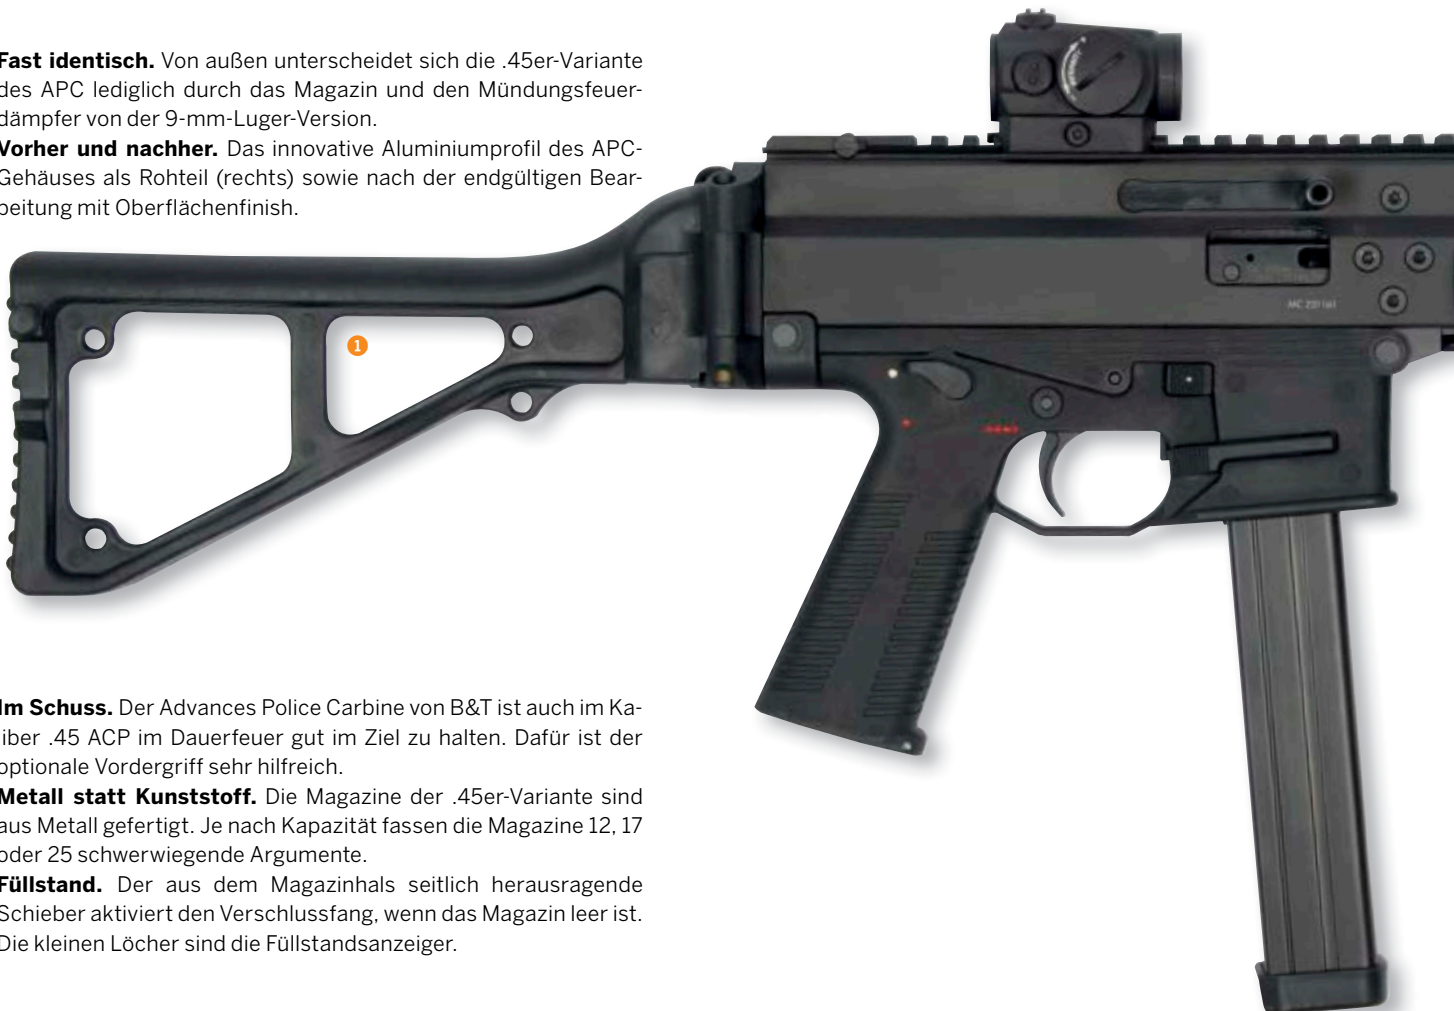 Fast identisch. Von außen unterscheidet sich die .45er-Variante
des APC lediglich durch das Magazin und den Mündungsfeuer-
dämpfer von der 9-mm-Luger-Version.
Vorher und nachher. Das innovative Aluminiumprofil des APC-
Gehäuses als Rohteil (rechts) sowie nach der endgültigen Bear-
beitung mit Oberflächenfinish.
1
Im Schuss. Der Advances Police Carbine von B&T ist auch im Ka-
liber .45 ACP im Dauerfeuer gut im Ziel zu halten. Dafür ist der
optionale Vordergriff sehr hilfreich.
Metall statt Kunststoff. Die Magazine der .45er-Variante sind
aus Metall gefertigt. Je nach Kapazität fassen die Magazine 12, 17
oder 25 schwerwiegende Argumente.
Füllstand. Der aus dem Magazinhals seitlich herausragende
Schieber aktiviert den Verschlussfang, wenn das Magazin leer ist.
Die kleinen Löcher sind die Füllstandsanzeiger.